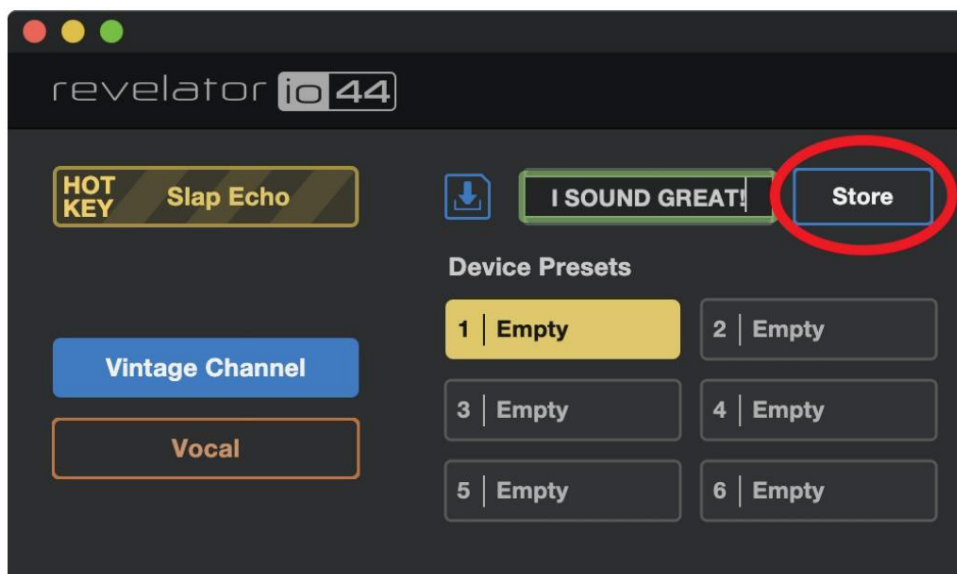 revelator io 44
HOT KEY
Slap Echo
I SOUND GREAT!
Store
Device Presets
1 | Empty
2 | Empty
Vintage Channel
3 | Empty
4 | Empty
Vocal
5 | Empty
6 | Empty